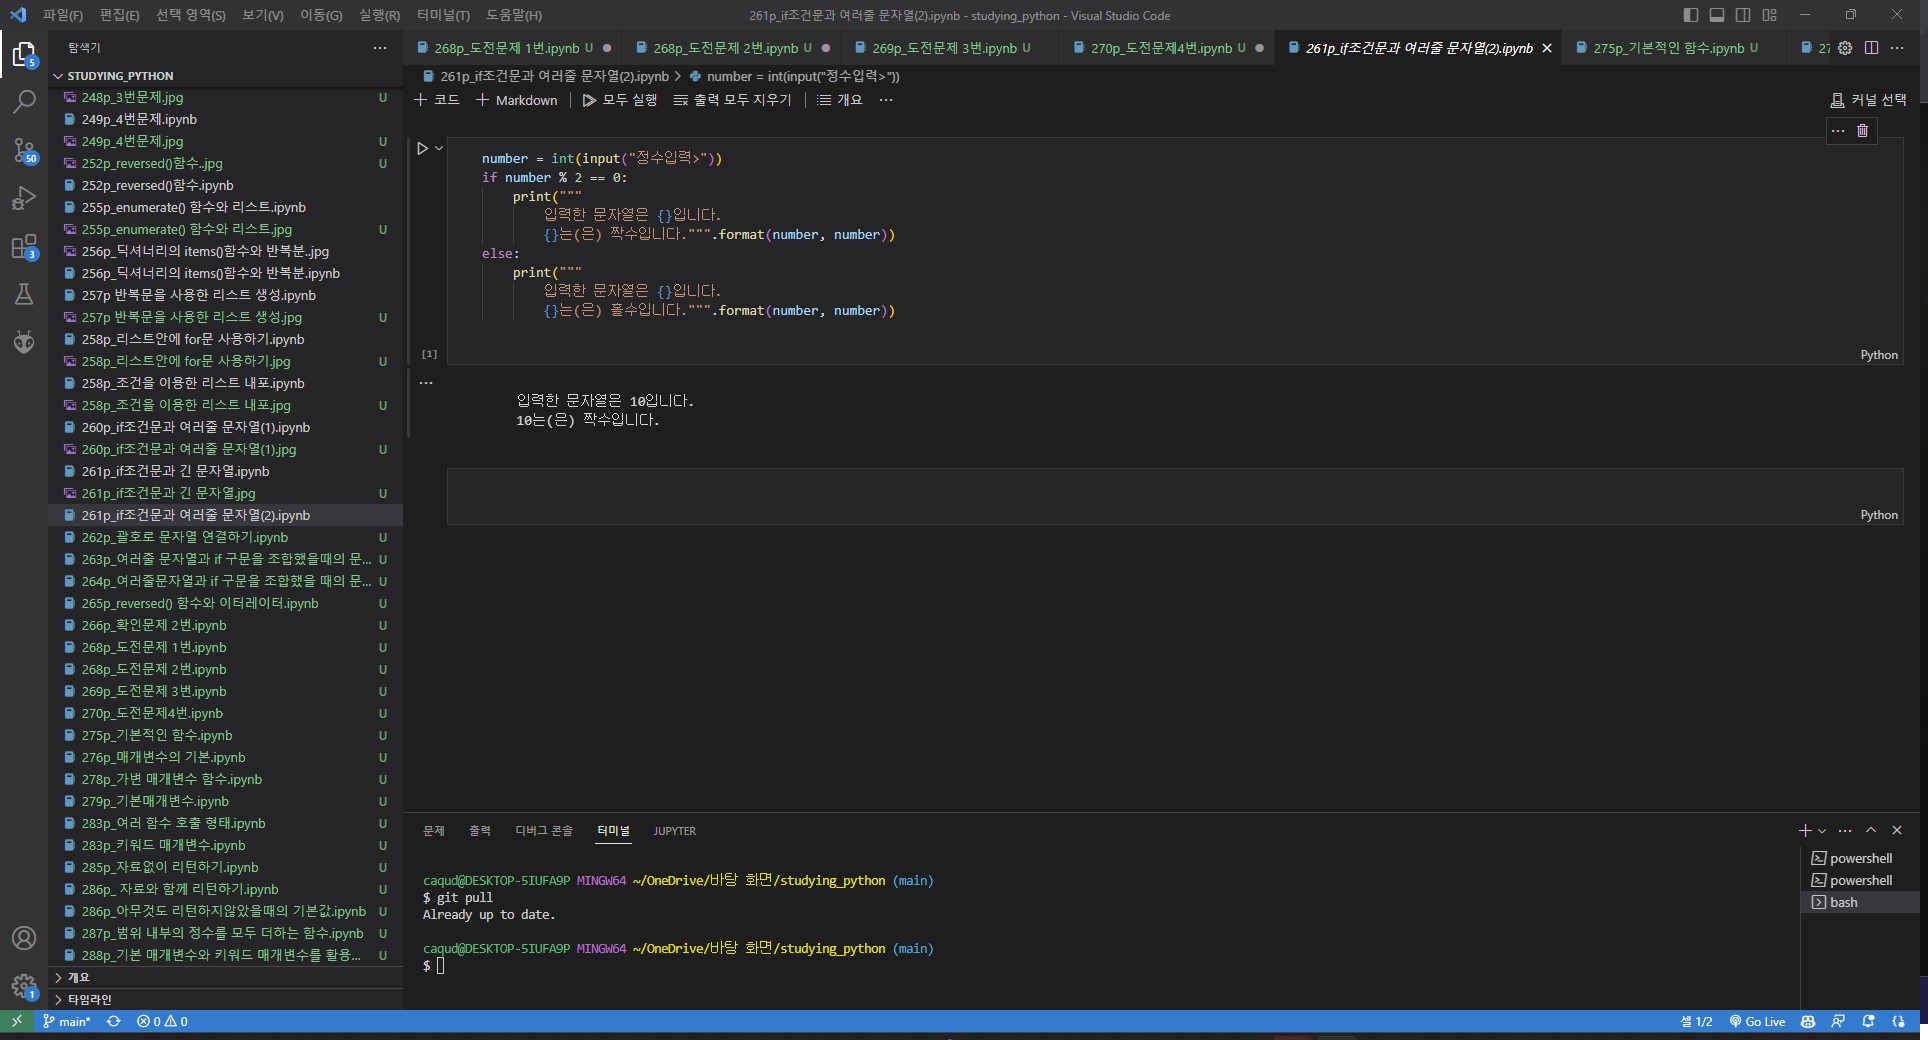 파일(F) 편집(E) 선택 영역(S) 보기(V) 이동(G) 실행(R) 터미널(T) 도움말(H)
261p_if조건문과 여러줄 문자열(2).ipynb - studying_python - Visual Studio Code
탐색기
268p_도전문제 1번.ipynb U
268p_도전문제 2번.ipynb U
269p_도전문제 3번.ipynb U
270p_도전문제4번.ipynb U
261p_if조건문과 여러줄 문자열(2).ipynb
275p_기본적인 함수.ipynb U
27
STUDYING_PYTHON
261p_if조건문과 여러줄 문자열(2).ipynb > number = int(input("정수입력>"))
코드 Markdown 모두 실행 출력 모두 지우기 개요 ...
커널 선택
5
50
3
1
248p_3번문제.jpg U
249p_4번문제.ipynb
249p_4번문제.jpg U
252p_reversed()함수..jpg U
252p_reversed()함수.ipynb
255p_enumerate() 함수와 리스트.ipynb
255p_enumerate() 함수와 리스트.jpg U
256p_딕셔너리의 items()함수와 반복분..jpg
256p_딕셔너리의 items()함수와 반복분.ipynb
257p 반복문을 사용한 리스트 생성.ipynb
257p 반복문을 사용한 리스트 생성.jpg U
258p_리스트안에 for문 사용하기.ipynb
258p_리스트안에 for문 사용하기.jpg U
258p_조건을 이용한 리스트 내포.ipynb
258p_조건을 이용한 리스트 내포.jpg U
260p_if조건문과 여러줄 문자열(1).ipynb
260p_if조건문과 여러줄 문자열(1).jpg U
261p_if조건문과 긴 문자열.ipynb
261p_if조건문과 긴 문자열.jpg U
261p_if조건문과 여러줄 문자열(2).ipynb
262p_괄호로 문자열 연결하기.ipynb U
263p_여러줄 문자열과 if 구문을 조합했을때의 문... U
264p_여러줄문자열과 if 구문을 조합했을 때의 문... U
265p_reversed() 함수와 이터레이터.ipynb U
266p_확인문제 2번.ipynb U
268p_도전문제 1번.ipynb U
268p_도전문제 2번.ipynb U
269p_도전문제 3번.ipynb U
270p_도전문제4번.ipynb U
275p_기본적인 함수.ipynb U
276p_매개변수의 기본.ipynb U
278p_가변 매개변수 함수.ipynb U
279p_기본매개변수.ipynb U
283p_여러 함수 호출 형태.ipynb U
283p_키워드 매개변수.ipynb U
285p_자료없이 리턴하기.ipynb U
286p_ 자료와 함께 리턴하기.ipynb U
286p_아무것도 리턴하지않았을때의 기본값.ipynb U
287p_범위 내부의 정수를 모두 더하는 함수.ipynb U
288p_기본 매개변수와 키워드 매개변수를 활용... U
개요
타임라인
number = int(input("정수입력>"))
if number % 2 == 0:
print("""
입력한 문자열은 {}입니다.
{}는(은) 짝수입니다.""".format(number, number))
else:
print("""
입력한 문자열은 {}입니다.
{}는(은) 홀수입니다.""".format(number, number))
[1]
Python
입력한 문자열은 10입니다.
10는(은) 짝수입니다.
Python
문제 출력 디버그 콘솔 터미널 JUPYTER
caqud@DESKTOP-5IUFA9P MINGW64 ~/OneDrive/바탕 화면/studying_python (main)
$ git pull
Already up to date.
caqud@DESKTOP-5IUFA9P MINGW64 ~/OneDrive/바탕 화면/studying_python (main)
$
powershell
powershell
bash
main* 0 0
셀 1/2 Go Live